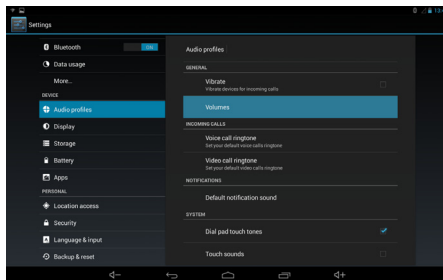 Settings
Bluetooth
ON
Data usage
More...
DEVICE
Audio profiles
Display
Storage
Battery
Apps
PERSONAL
Location access
Security
Language & input
Backup & reset
Audio profiles
GENERAL
Vibrate
Vibrate devices for incoming calls
Volumes
INCOMING CALLS
Voice call ringtone
Set your default voice calls ringtone
Video call ringtone
Set your default video calls ringtone
NOTIFICATIONS
Default notification sound
SYSTEM
Dial pad touch tones
Touch sounds